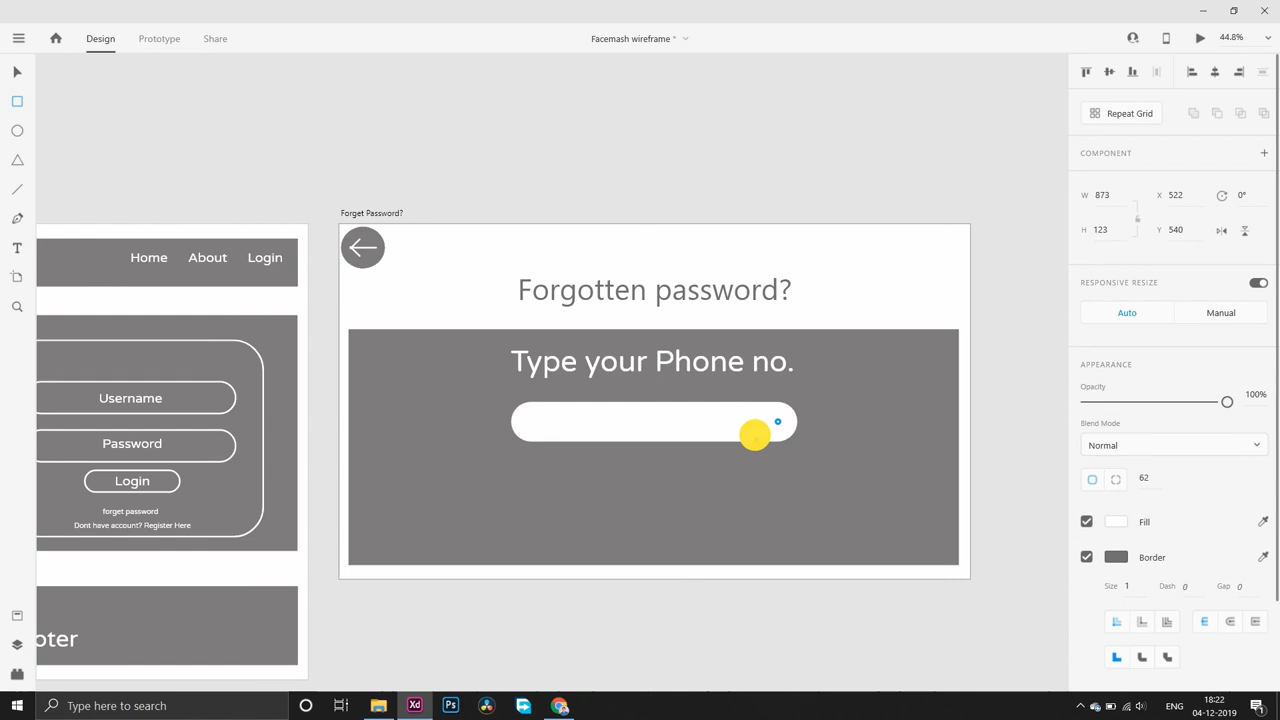 Design
Prototype
Share
Facemash wireframe *
44.8%
Repeat Grid
COMPONENT
W 873
X 522
0°
H 123
Y 540
RESPONSIVE RESIZE
Auto
Manual
APPEARANCE
Opacity
100%
Blend Mode
Normal
62
Fill
Border
Size 1
Dash 0
Gap 0
Home
About
Login
Username
Password
Login
forget password
Dont have account? Register Here
oter
Forget Password?
Forgotten password?
Type your Phone no.
Type here to search
Xd
Ps
ENG
18:22
04-12-2019
1